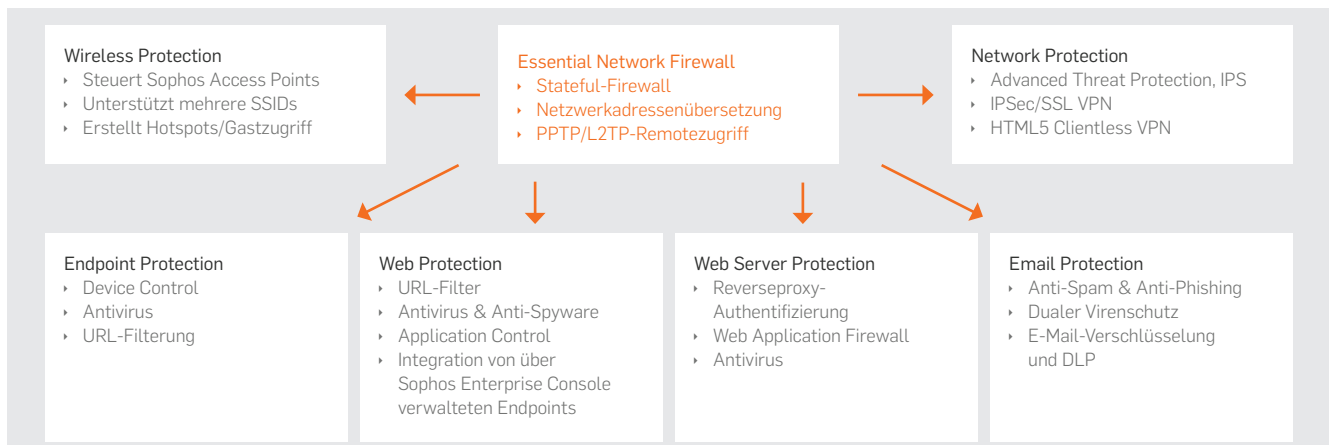 Wireless Protection
‣ Steuert Sophos Access Points
‣ Unterstützt mehrere SSIDs
‣ Erstellt Hotspots/Gastzugriff
Essential Network Firewall
‣ Stateful-Firewall
‣ Netzwerkadressenübersetzung
‣ PPTP/L2TP-Remotezugriff
Network Protection
‣ Advanced Threat Protection, IPS
‣ IPSec/SSL VPN
‣ HTML5 Clientless VPN
Endpoint Protection
‣ Device Control
‣ Antivirus
‣ URL-Filterung
Web Protection
‣ URL-Filter
‣ Antivirus & Anti-Spyware
‣ Application Control
‣ Integration von über
Sophos Enterprise Console
verwalteten Endpoints
Web Server Protection
‣ Reverseproxy-
Authentifizierung
‣ Web Application Firewall
‣ Antivirus
Email Protection
‣ Anti-Spam & Anti-Phishing
‣ Dualer Virenschutz
‣ E-Mail-Verschlüsselung
und DLP